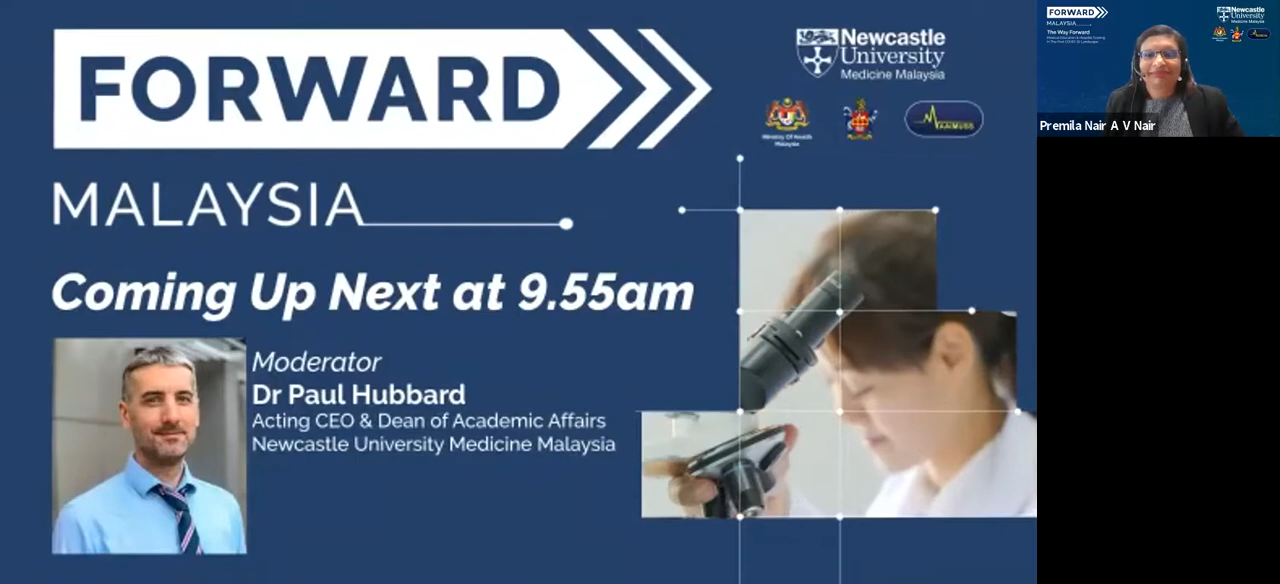 FORWARD
MALAYSIA
Coming Up Next at 9.55am
Moderator
Dr Paul Hubbard
Acting CEO & Dean of Academic Affairs
Newcastle University Medicine Malaysia
Newcastle
University
Medicine Malaysia
Ministry Of Health
Malaysia
FORWARD
MALAYSIA
The Way Forward
Newcastle
University
Medicine Malaysia
Premila Nair A V Nair